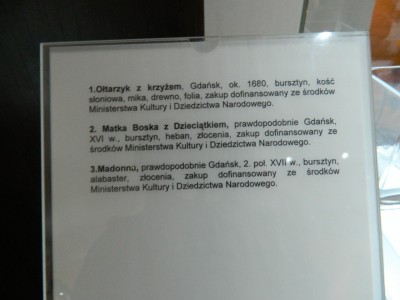 1.Ołtarzyk z krzyżem, Gdańsk, ok. 1680, bursztyn, kość
słoniowa, mika, drewno, folia, zakup dofinansowany ze środków
Ministerstwa Kultury i Dziedzictwa Narodowego.
2. Matka Boska z Dzieciątkiem, prawdopodobnie Gdańsk,
XVI w., bursztyn, heban, złocenia, zakup dofinansowany ze
środków Ministerstwa Kultury i Dziedzictwa Narodowego.
3.Madonna, prawdopodobnie Gdańsk, 2. poł. XVII w., bursztyn,
alabaster, złocenia, zakup dofinansowany ze środków
Ministerstwa Kultury i Dziedzictwa Narodowego.